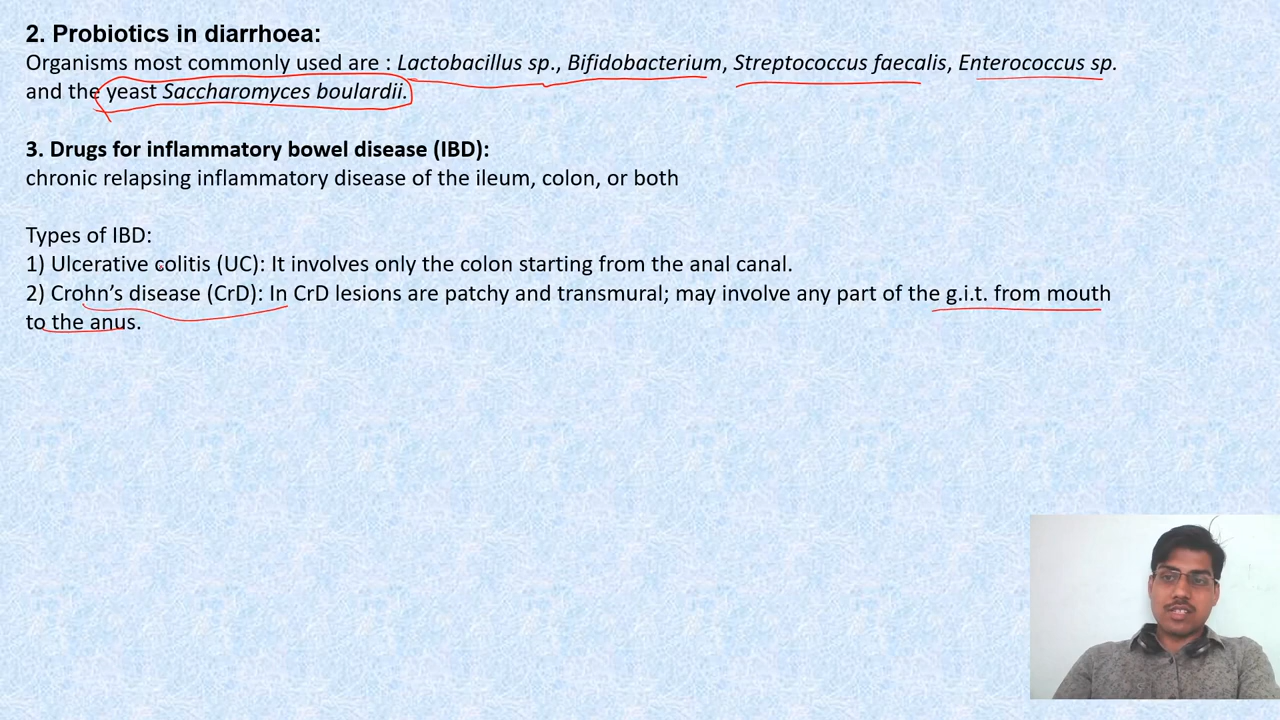 2. Probiotics in diarrhoea:
Organisms most commonly used are : Lactobacillus sp., Bifidobacterium, Streptococcus faecalis, Enterococcus sp.
and the yeast Saccharomyces boulardii.
3. Drugs for inflammatory bowel disease (IBD):
chronic relapsing inflammatory disease of the ileum, colon, or both
Types of IBD:
1) Ulcerative colitis (UC): It involves only the colon starting from the anal canal.
2) Crohn’s disease (CrD): In CrD lesions are patchy and transmural; may involve any part of the g.i.t. from mouth
to the anus.